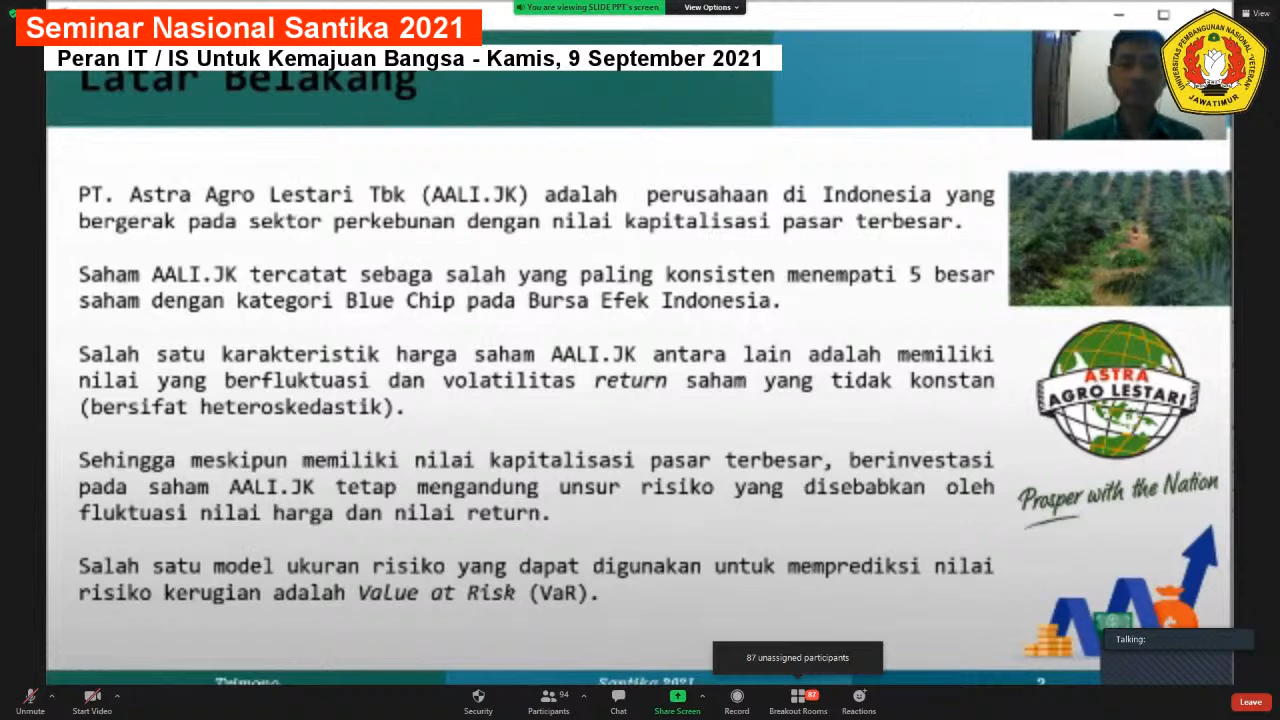 You are viewing SLIDE PPT's screen
View Options
View
Seminar Nasional Santika 2021
Peran IT / IS Untuk Kemajuan Bangsa - Kamis, 9 September 2021
Latar Belakang
UNIVERSITAS PEMBANGUNAN NASIONAL "VETERAN"
JAWA TIMUR
PT. Astra Agro Lestari Tbk (AALI.JK) adalah perusahaan di Indonesia yang
bergerak pada sektor perkebunan dengan nilai kapitalisasi pasar terbesar.
Saham AALI.JK tercatat sebaga salah yang paling konsisten menempati 5 besar
saham dengan kategori Blue Chip pada Bursa Efek Indonesia.
Salah satu karakteristik harga saham AALI.JK antara lain adalah memiliki
nilai yang berfluktuasi dan volatilitas return saham yang tidak konstan
(bersifat heteroskedastik).
Sehingga meskipun memiliki nilai kapitalisasi pasar terbesar, berinvestasi
pada saham AALI.JK tetap mengandung unsur risiko yang disebabkan oleh
fluktuasi nilai harga dan nilai return.
Salah satu model ukuran risiko yang dapat digunakan untuk memprediksi nilai
risiko kerugian adalah Value at Risk (VaR).
ASTRA
AGRO LESTARI
Prosper with the Nation
Talking:
87 unassigned participants
Trimono
Santika 2021
2
Unmute
Start Video
Security
94
Participants
Chat
Share Screen
Record
87
Breakout Rooms
Reactions
Leave